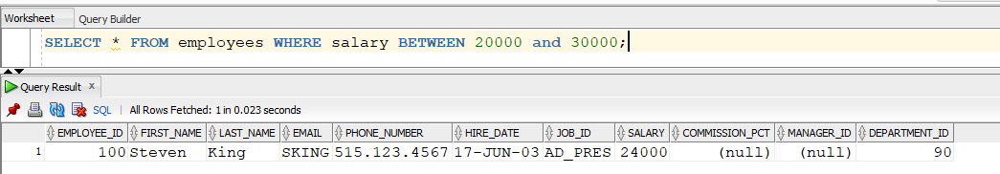 Worksheet Query Builder
SELECT * FROM employees WHERE salary BETWEEN 20000 and 30000;
Query Result x
SQL | All Rows Fetched: 1 in 0.023 seconds
EMPLOYEE_ID FIRST_NAME LAST_NAME EMAIL PHONE_NUMBER HIRE_DATE JOB_ID SALARY COMMISSION_PCT MANAGER_ID DEPARTMENT_ID
1 100 Steven King SKING 515.123.4567 17-JUN-03 AD_PRES 24000 (null) (null) 90